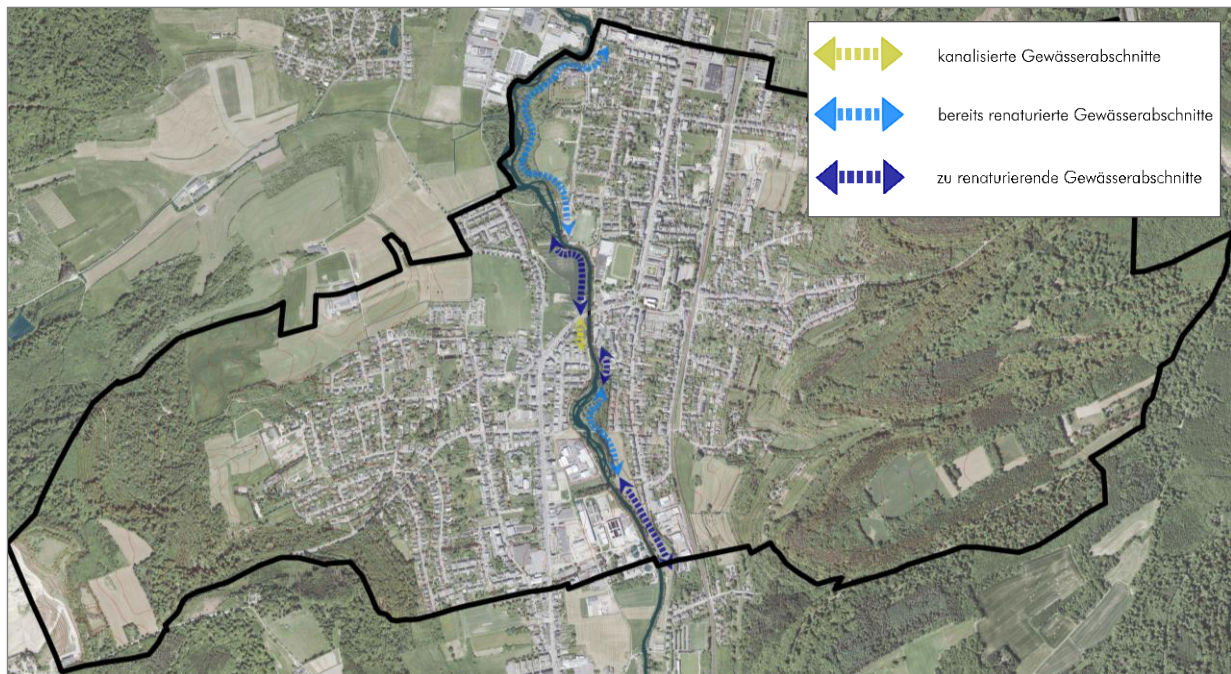 kanalisierte Gewässerabschnitte
bereits renaturierte Gewässerabschnitte
zu renaturierende Gewässerabschnitte